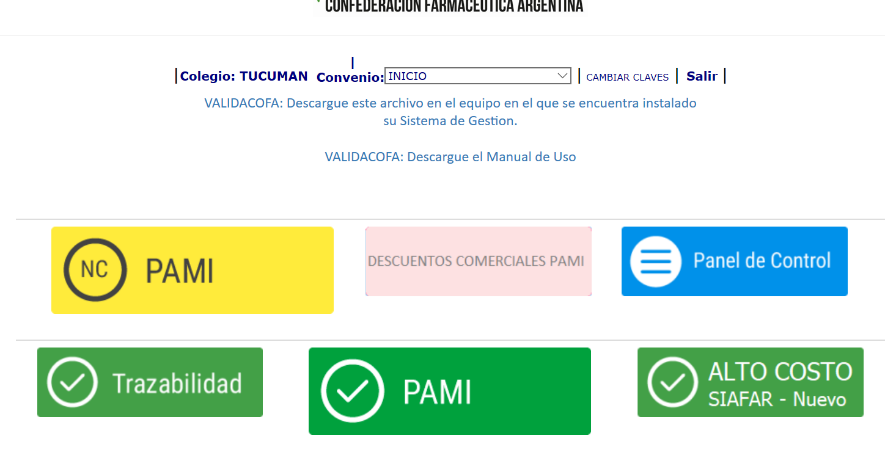 CONFEDERACIÓN FARMACÉUTICA ARGENTINA
Colegio: TUCUMAN Convenio: INICIO CAMBIAR CLAVES Salir
VALIDACOFA: Descargue este archivo en el equipo en el que se encuentra instalado
su Sistema de Gestion.
VALIDACOFA: Descargue el Manual de Uso
NC PAMI
DESCUENTOS COMERCIALES PAMI
Panel de Control
Trazabilidad
PAMI
ALTO COSTO
SIAFAR - Nuevo